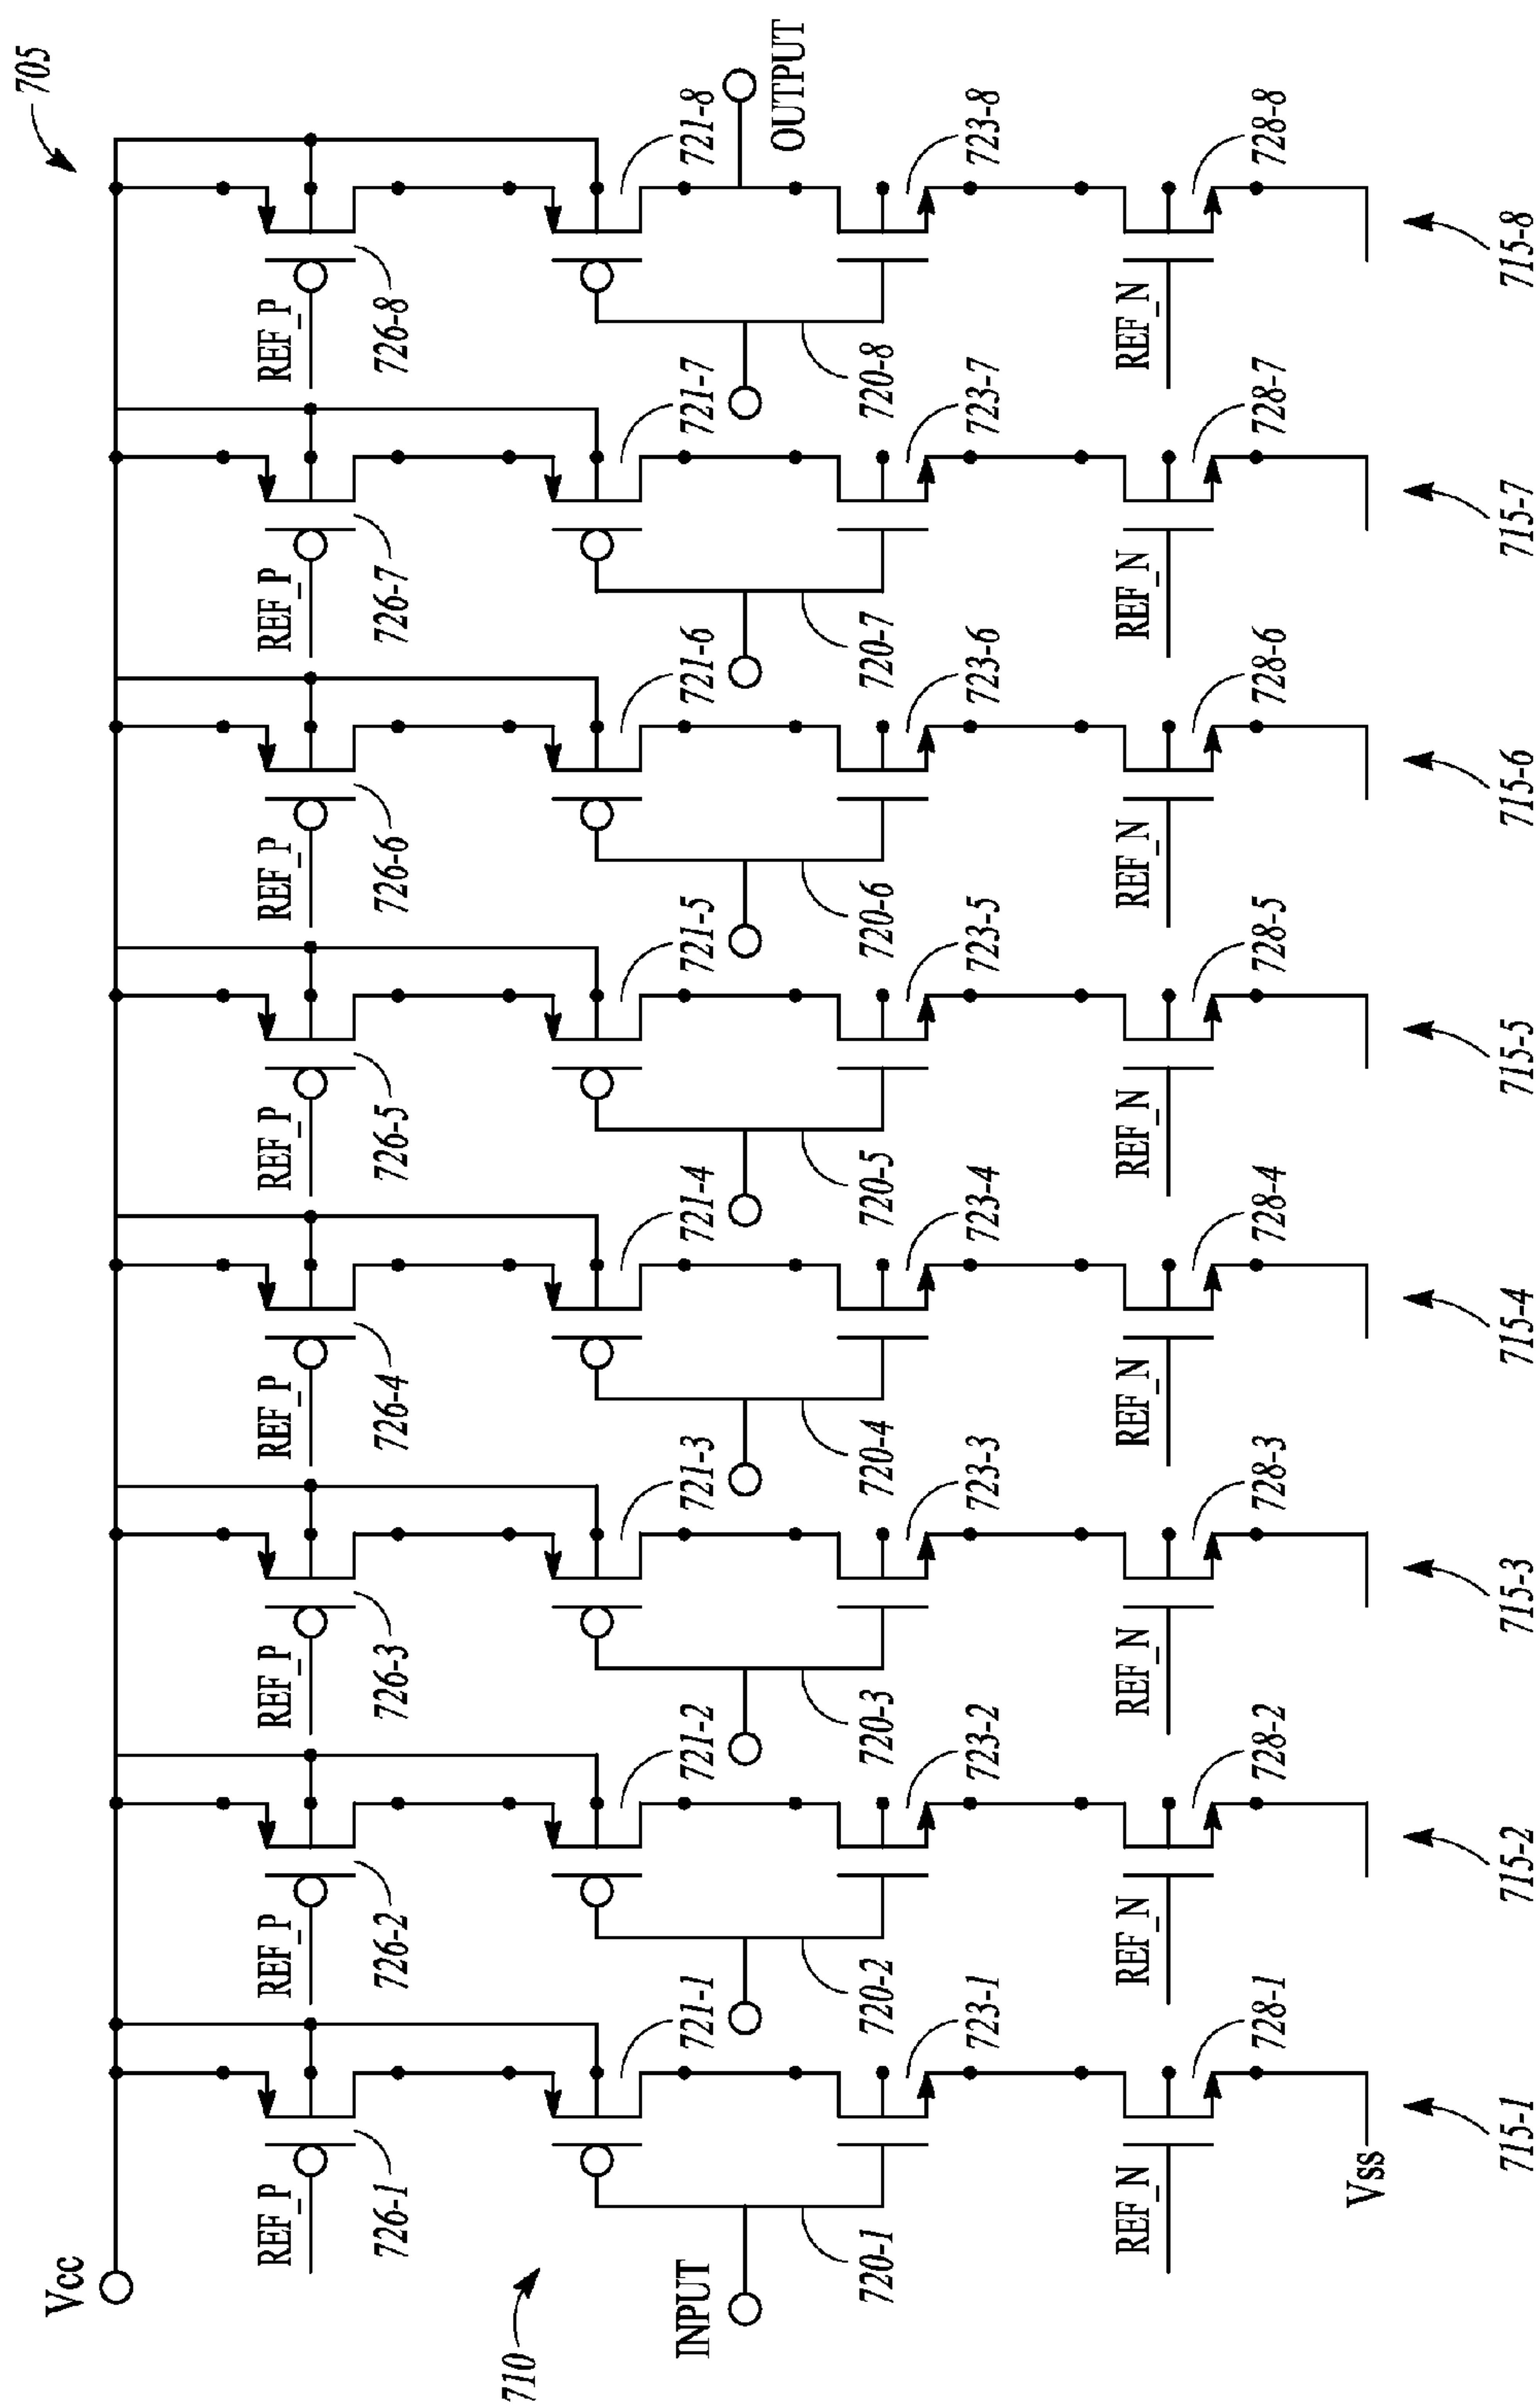 705
Vcc
REF_P
REF_P
REF_P
REF_P
REF_P
REF_P
REF_P
REF_P
726-1
726-2
726-3
726-4
726-5
726-6
726-7
726-8
710
INPUT
721-1
721-2
721-3
721-4
721-5
721-6
721-7
721-8
OUTPUT
720-1
720-2
720-3
720-4
720-5
720-6
720-7
720-8
723-1
723-2
723-3
723-4
723-5
723-6
723-7
723-8
REF_N
REF_N
REF_N
REF_N
REF_N
REF_N
REF_N
REF_N
728-1
728-2
728-3
728-4
728-5
728-6
728-7
728-8
Vss
715-1
715-2
715-3
715-4
715-5
715-6
715-7
715-8